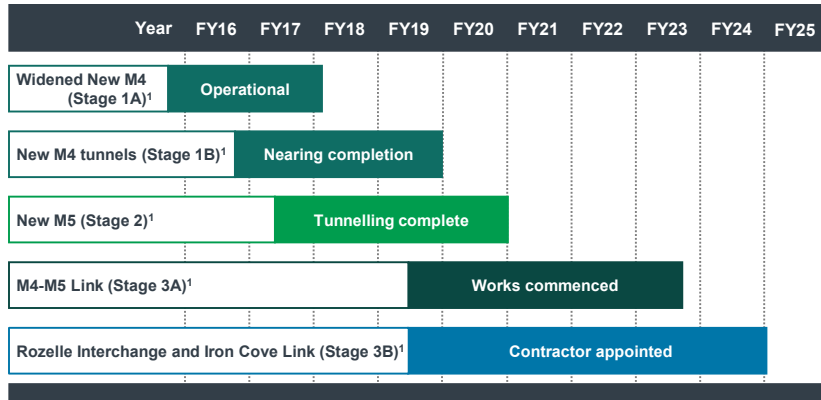 Year FY16 FY17 FY18 FY19 FY20 FY21 FY22 FY23 FY24 FY25
Widened New M4
(Stage 1A)¹
Operational
New M4 tunnels (Stage 1B)¹ Nearing completion
New M5 (Stage 2)¹ Tunnelling complete
M4-M5 Link (Stage 3A)¹ Works commenced
Rozelle Interchange and Iron Cove Link (Stage 3B)¹ Contractor appointed